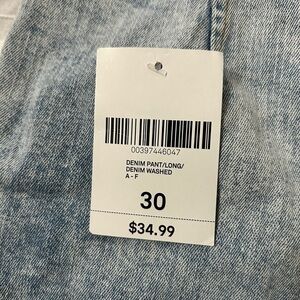 00397446047
DENIM PANT/LONG/
DENIM WASHED
A - F
30
$34.99